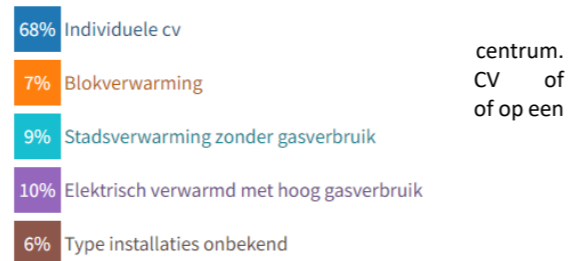 68% Individuele cv
7% Blokverwarming
9% Stadsverwarming zonder gasverbruik
10% Elektrisch verwarmd met hoog gasverbruik
6% Type installaties onbekend
centrum.
CV of
of op een